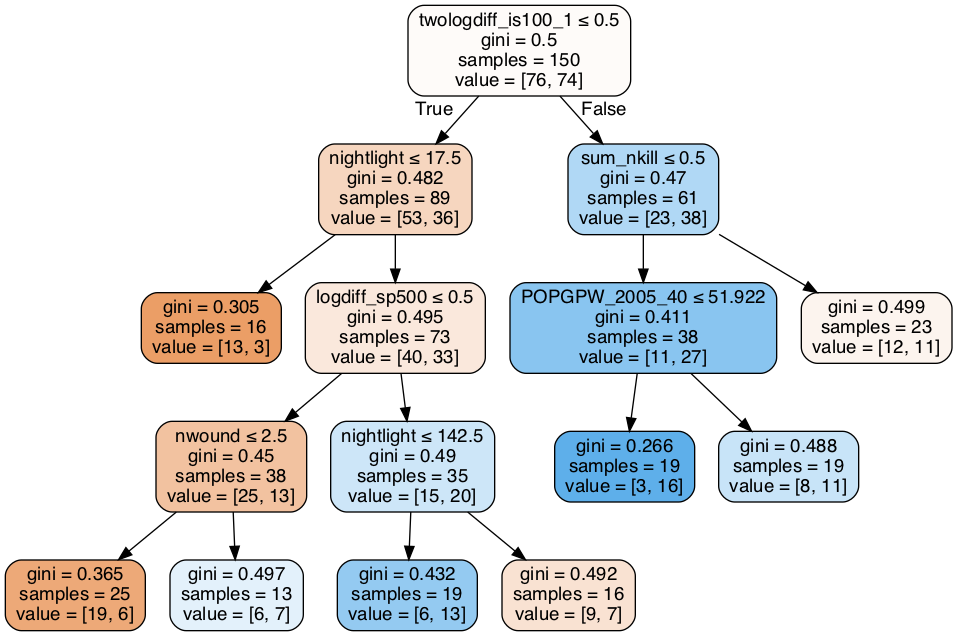 twologdiff_is100_1 ≤ 0.5
gini = 0.5
samples = 150
value = [76, 74]
True
False
nightlight ≤ 17.5
gini = 0.482
samples = 89
value = [53, 36]
sum_nkill ≤ 0.5
gini = 0.47
samples = 61
value = [23, 38]
gini = 0.305
samples = 16
value = [13, 3]
logdiff_sp500 ≤ 0.5
gini = 0.495
samples = 73
value = [40, 33]
POPGPW_2005_40 ≤ 51.922
gini = 0.411
samples = 38
value = [11, 27]
gini = 0.499
samples = 23
value = [12, 11]
nwound ≤ 2.5
gini = 0.45
samples = 38
value = [25, 13]
nightlight ≤ 142.5
gini = 0.49
samples = 35
value = [15, 20]
gini = 0.266
samples = 19
value = [3, 16]
gini = 0.488
samples = 19
value = [8, 11]
gini = 0.365
samples = 25
value = [19, 6]
gini = 0.497
samples = 13
value = [6, 7]
gini = 0.432
samples = 19
value = [6, 13]
gini = 0.492
samples = 16
value = [9, 7]